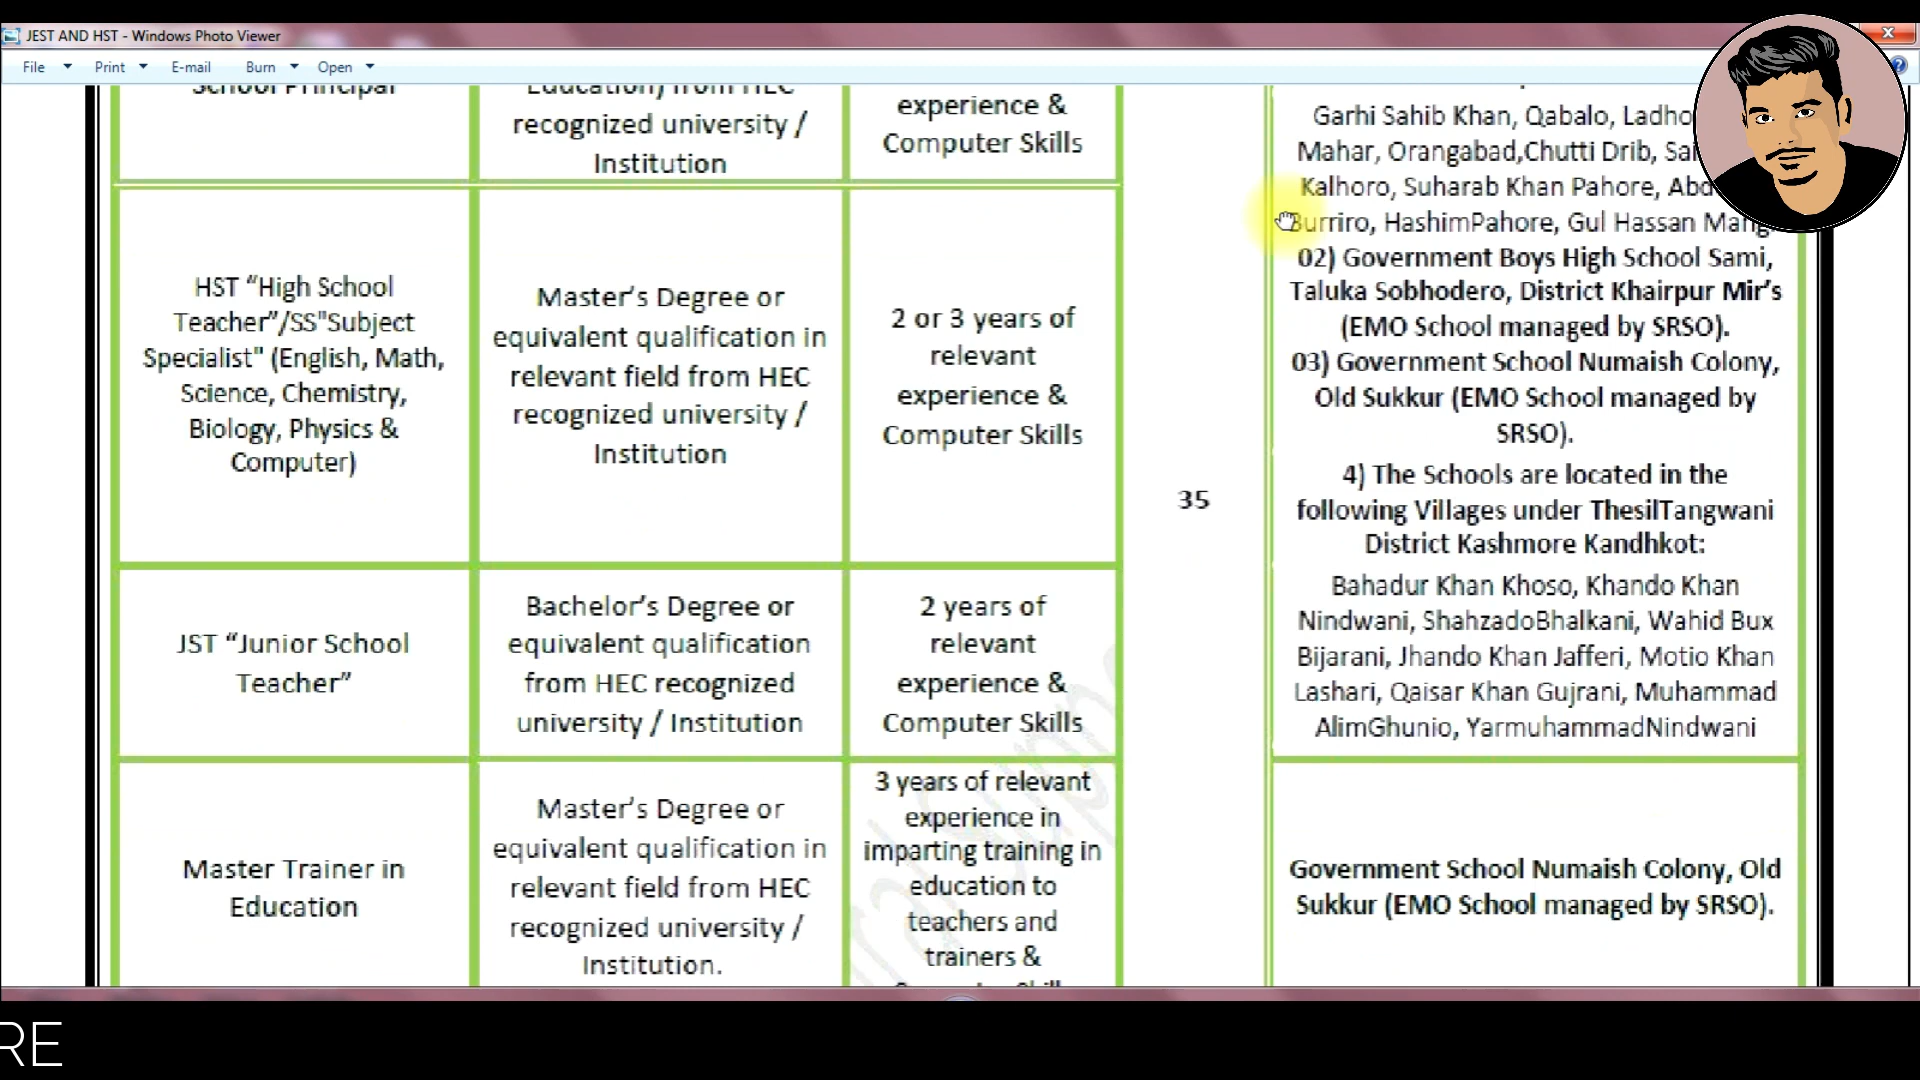 JEST AND HST - Windows Photo Viewer
File Print E-mail Burn Open
School Principal
Education) from HEC
recognized university /
Institution
experience &
Computer Skills
HST “High School
Teacher”/SS"Subject
Specialist" (English, Math,
Science, Chemistry,
Biology, Physics &
Computer)
Master’s Degree or
equivalent qualification in
relevant field from HEC
recognized university /
Institution
2 or 3 years of
relevant
experience &
Computer Skills
JST “Junior School
Teacher”
Bachelor’s Degree or
equivalent qualification
from HEC recognized
university / Institution
2 years of
relevant
experience &
Computer Skills
Master Trainer in
Education
Master’s Degree or
equivalent qualification in
relevant field from HEC
recognized university /
Institution.
3 years of relevant
experience in
imparting training in
education to
teachers and
trainers &
35
Garhi Sahib Khan, Qabalo, Ladho
Mahar, Orangabad,Chutti Drib,
Kalhoro, Suharab Khan Pahore,
Burriro, HashimPahore, Gul Hassan
02) Government Boys High School Sami,
Taluka Sobhodero, District Khairpur Mir’s
(EMO School managed by SRSO).
03) Government School Numaish Colony,
Old Sukkur (EMO School managed by
SRSO).
4) The Schools are located in the
following Villages under ThesilTangwani
District Kashmore Kandhkot:
Bahadur Khan Khoso, Khando Khan
Nindwani, ShahzadoBhalkani, Wahid Bux
Bijarani, Jhando Khan Jafferi, Motio Khan
Lashari, Qaisar Khan Gujrani, Muhammad
AlimGhunio, YarmuhammadNindwani
Government School Numaish Colony, Old
Sukkur (EMO School managed by SRSO).
RE